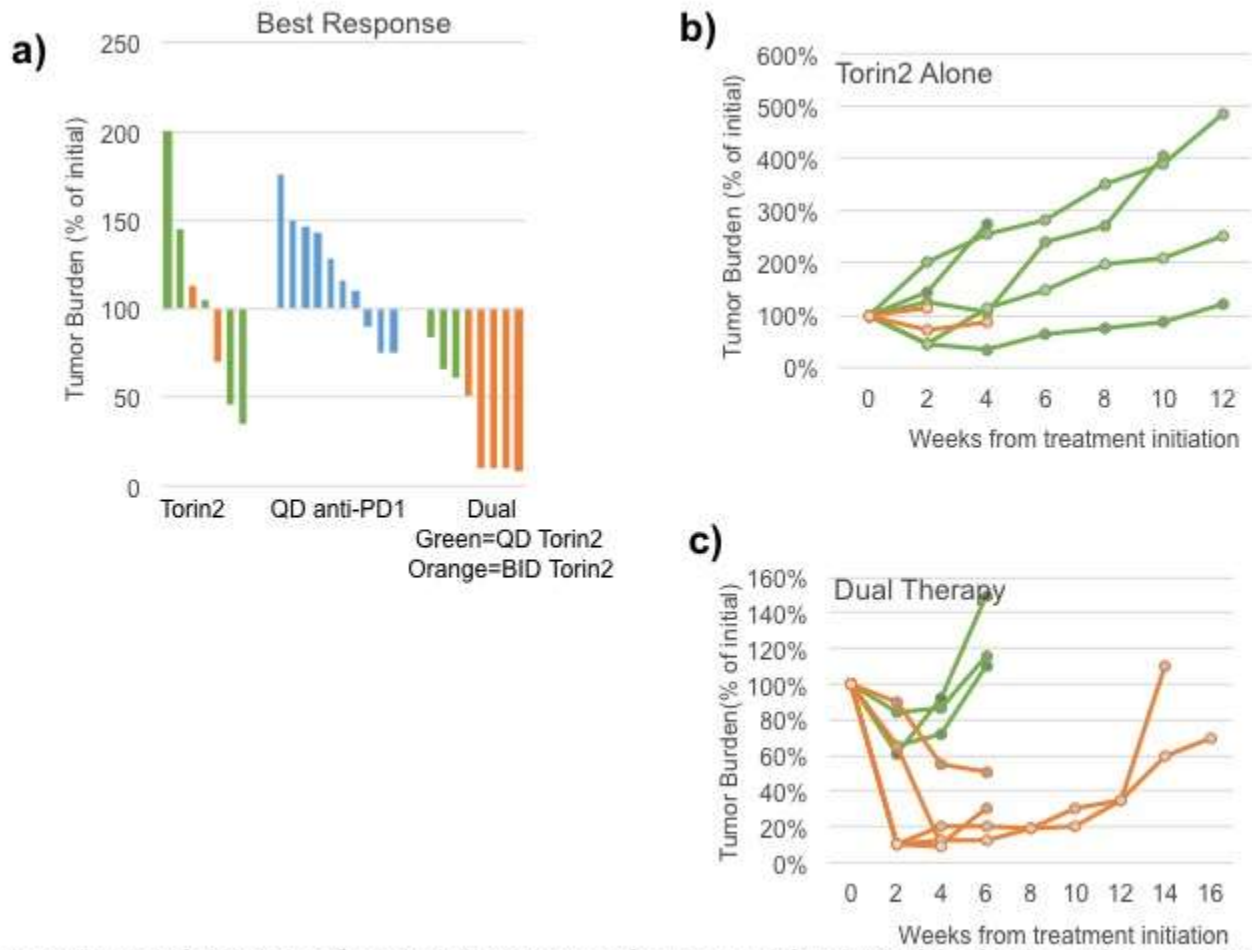 a)
Best Response
Tumor Burden (% of initial)
250
200
150
100
50
0
Torin2
QD anti-PD1
Dual
Green=QD Torin2
Orange=BID Torin2
b)
Torin2 Alone
Tumor Burden (% of initial)
600%
500%
400%
300%
200%
100%
0%
0 2 4 6 8 10 12
Weeks from treatment initiation
c)
Dual Therapy
Tumor Burden(% of initial)
160%
140%
120%
100%
80%
60%
40%
20%
0%
0 2 4 6 8 10 12 14 16
Weeks from treatment initiation